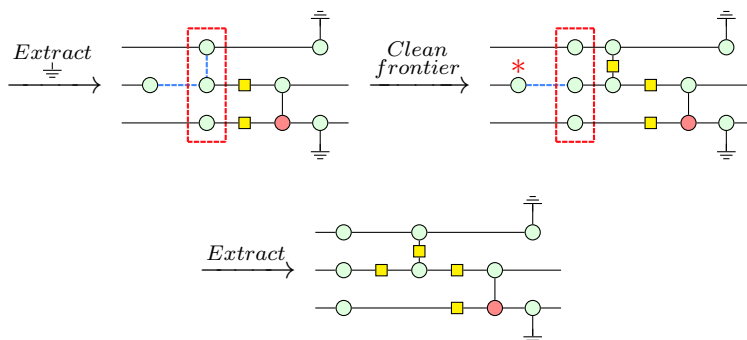 Extract
⏚
Clean
frontier
*
Extract